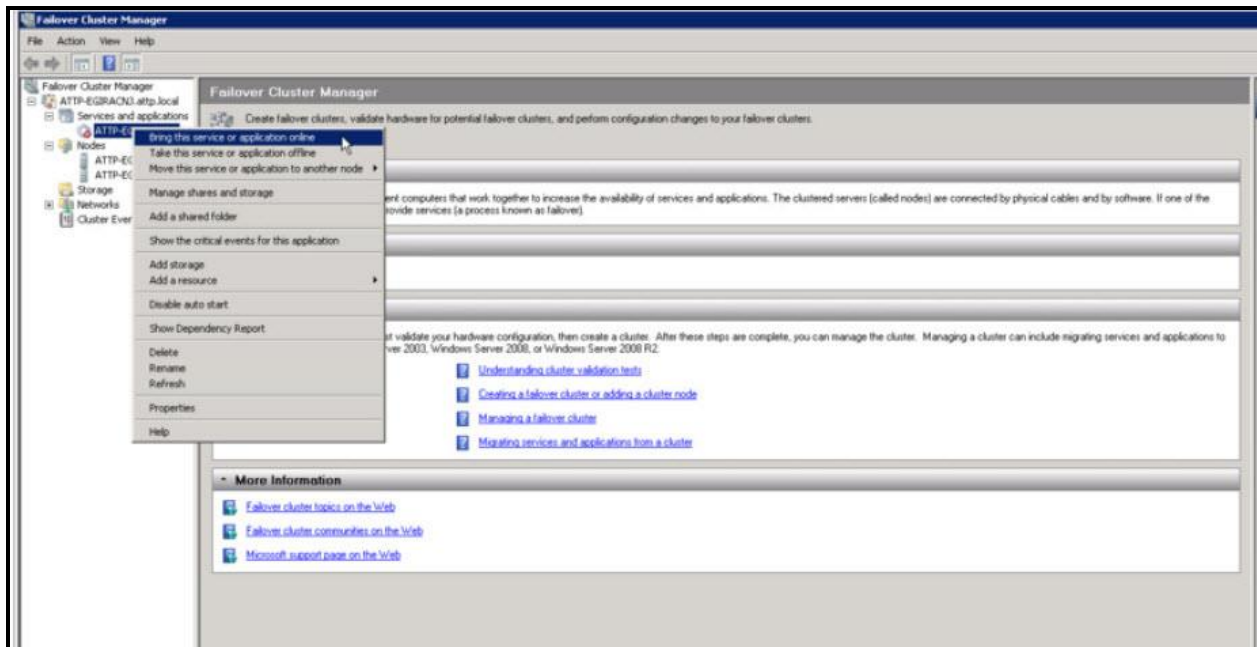 Failover Cluster Manager
File Action View Help
Failover Cluster Manager
ATTP-EGIRACN3.attp.local
Services and applications
ATTP-EG
Nodes
ATTP-EG
ATTP-EG
Storage
Networks
Cluster Ever
Bring this service or application online
Take this service or application offline
Move this service or application to another node
Manage shares and storage
Add a shared folder
Show the critical events for this application
Add storage
Add a resource
Disable auto start
Show Dependency Report
Delete
Rename
Refresh
Properties
Help
Failover Cluster Manager
Create failover clusters, validate hardware for potential failover clusters, and perform configuration changes to your failover clusters.
ent computers that work together to increase the availability of services and applications. The clustered servers (called nodes) are connected by physical cables and by software. If one of the
ovide services (a process known as failover).
st validate your hardware configuration, then create a cluster. After these steps are complete, you can manage the cluster. Managing a cluster can include migrating services and applications to
ver 2003, Windows Server 2008, or Windows Server 2008 R2.
Understanding cluster validation tests
Creating a failover cluster or adding a cluster node
Managing a failover cluster
Migrating services and applications from a cluster
More Information
Failover cluster topics on the Web
Failover cluster communities on the Web
Microsoft support page on the Web